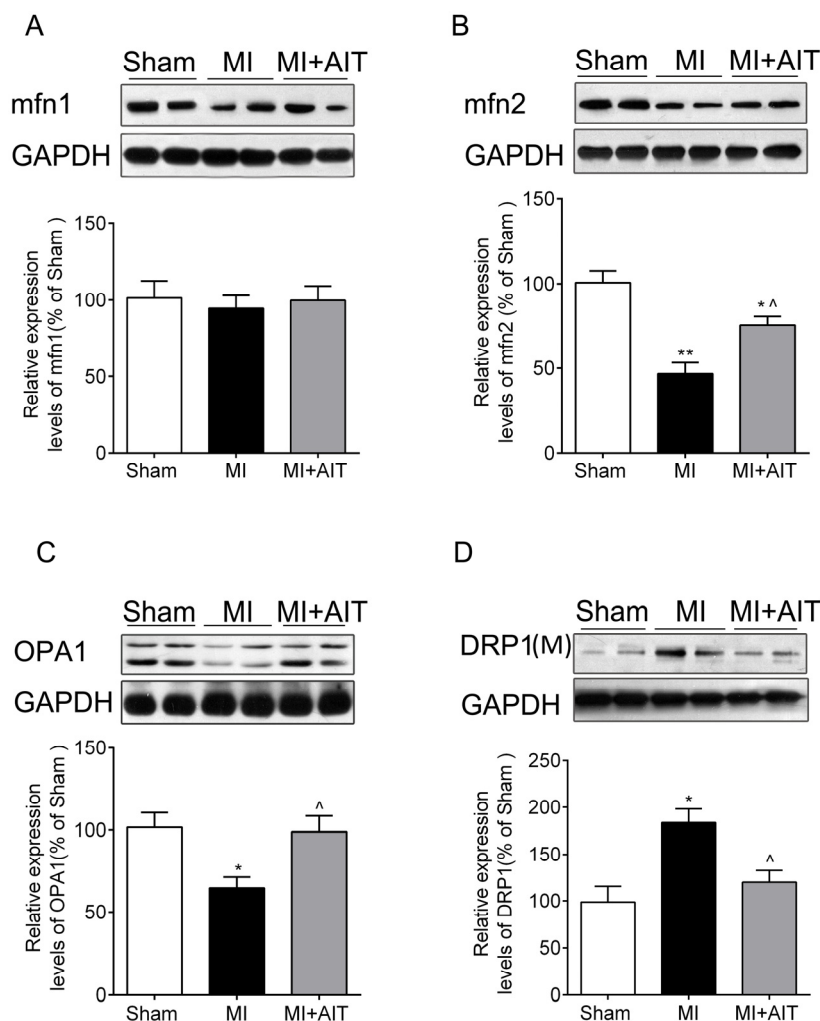 A
Sham MI MI+AIT
mfn1
GAPDH
Relative expression
levels of mfn1(% of Sham )
150
100
50
0
Sham MI MI+AIT
B
Sham MI MI+AIT
mfn2
GAPDH
Relative expression
levels of mfn2 (% of Sham )
150
100
50
0
**
* ^
Sham MI MI+AIT
C
Sham MI MI+AIT
OPA1
GAPDH
Relative expression
levels of OPA1(% of Sham )
150
100
50
0
*
^
Sham MI MI+AIT
D
Sham MI MI+AIT
DRP1(M)
GAPDH
Relative expression
levels of DRP1(% of Sham )
250
200
150
100
50
0
*
^
Sham MI MI+AIT